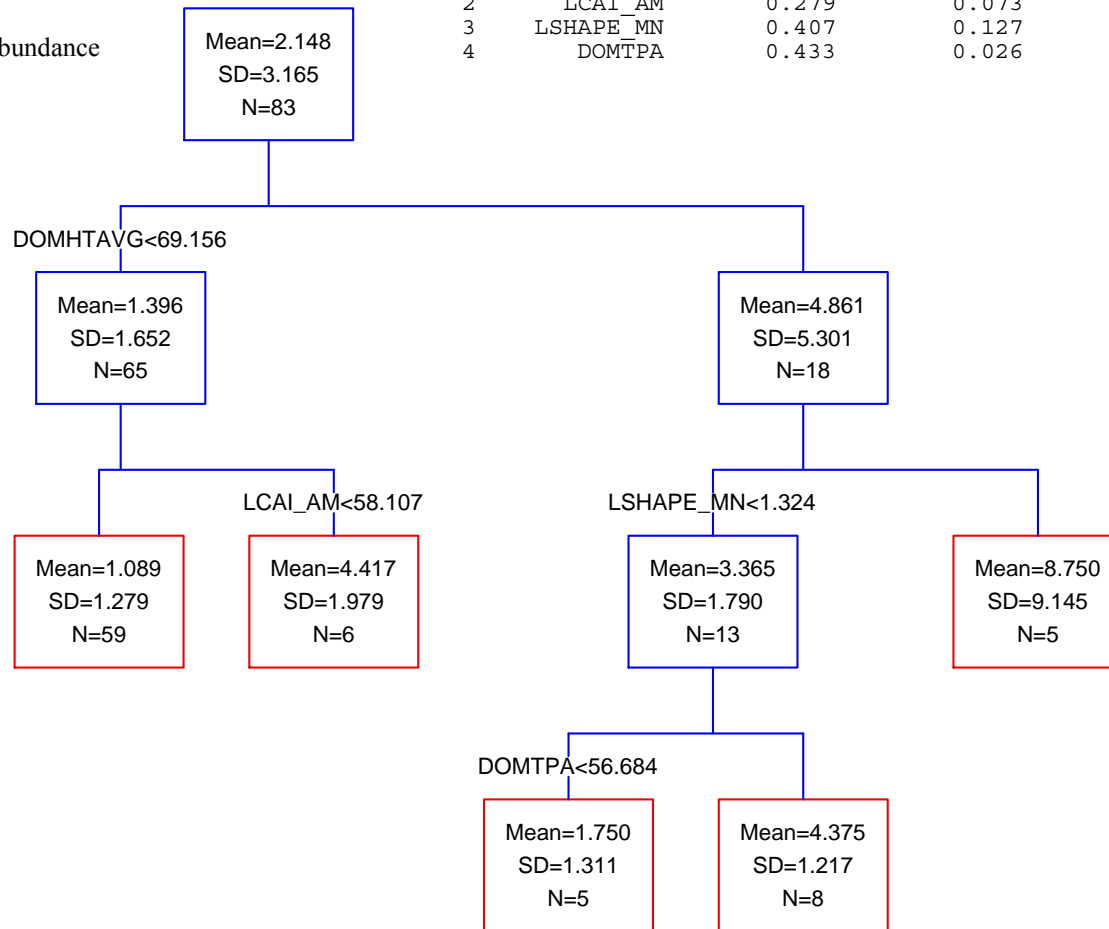 2 LCAI_AM 0.279 0.073
3 LSHAPE_MN 0.407 0.127
4 DOMTPA 0.433 0.026
bundance
Mean=2.148
SD=3.165
N=83
DOMHTAVG<69.156
Mean=1.396
SD=1.652
N=65
Mean=4.861
SD=5.301
N=18
LCAI_AM<58.107
LSHAPE_MN<1.324
Mean=1.089
SD=1.279
N=59
Mean=4.417
SD=1.979
N=6
Mean=3.365
SD=1.790
N=13
Mean=8.750
SD=9.145
N=5
DOMTPA<56.684
Mean=1.750
SD=1.311
N=5
Mean=4.375
SD=1.217
N=8